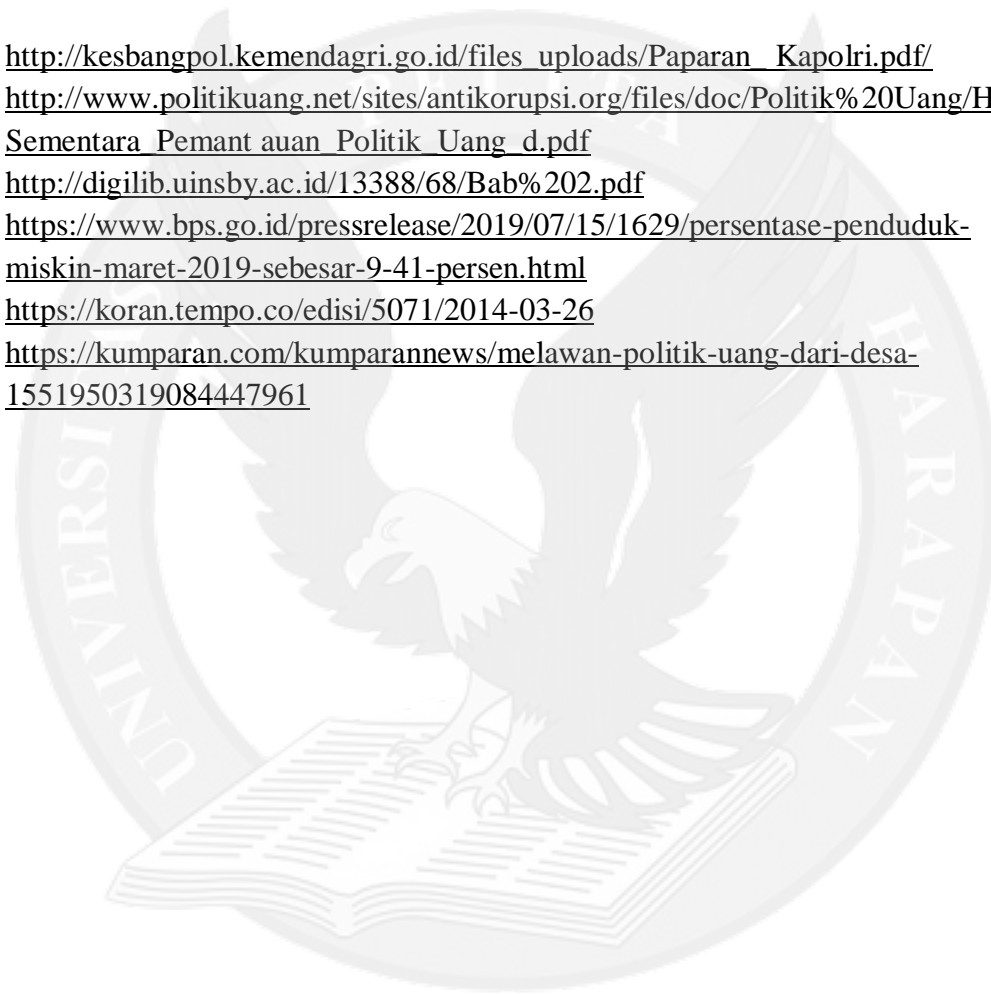 http://kesbangpol.kemendagri.go.id/files_uploads/Paparan_ Kapolri.pdf/
http://www.politikuang.net/sites/antikorupsi.org/files/doc/Politik%20Uang/H
Sementara_Pemant auan_Politik_Uang_d.pdf
http://digilib.uinsby.ac.id/13388/68/Bab%202.pdf
https://www.bps.go.id/pressrelease/2019/07/15/1629/persentase-penduduk-
miskin-maret-2019-sebesar-9-41-persen.html
https://koran.tempo.co/edisi/5071/2014-03-26
https://kumparan.com/kumparannews/melawan-politik-uang-dari-desa-
1551950319084447961
UNIVERSITAS PELITA HARAPAN